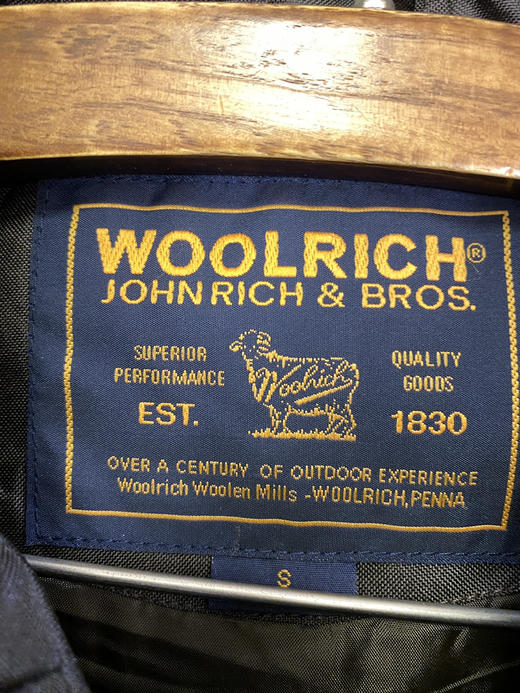 WOOLRICH®
JOHN RICH & BROS.
SUPERIOR
PERFORMANCE
Woolrich
QUALITY
GOODS
EST.
1830
OVER A CENTURY OF OUTDOOR EXPERIENCE
Woolrich Woolen Mills -WOOLRICH,PENNA.
S